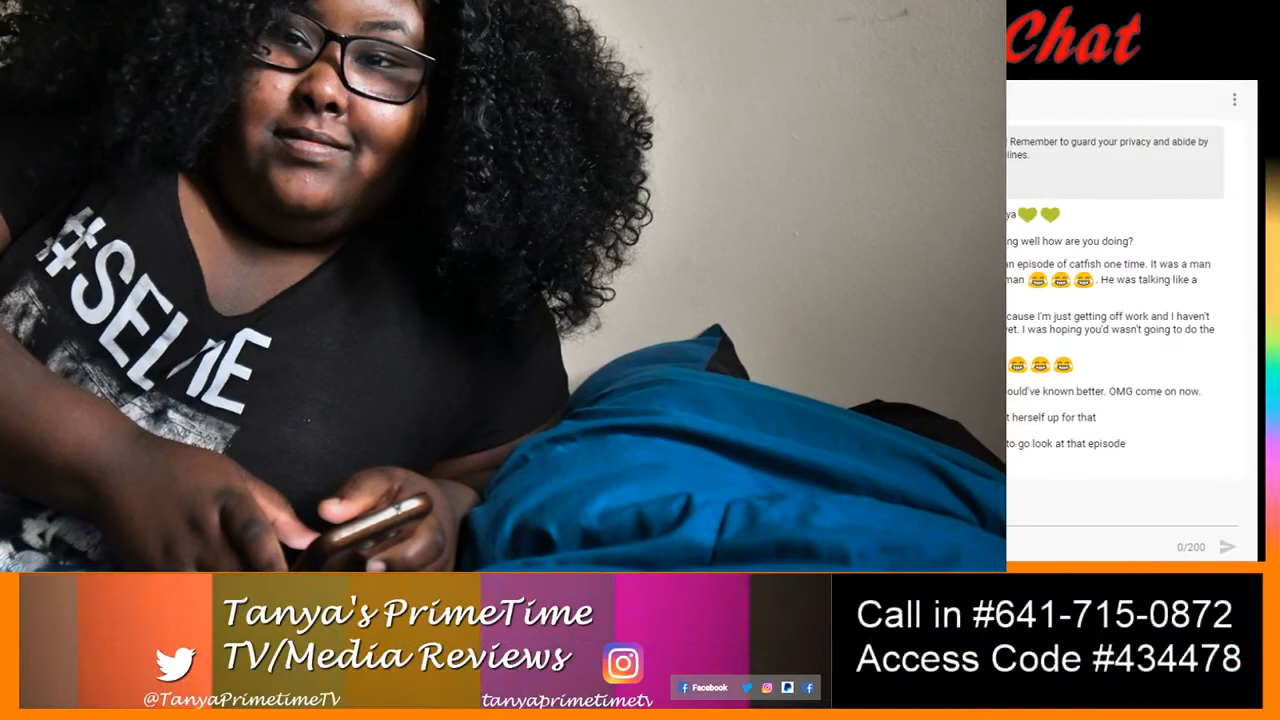 Chat
Remember to guard your privacy and abide by
lines.
ya
ng well how are you doing?
n episode of catfish one time. It was a man
man . He was talking like a
cause I'm just getting off work and I haven't
et. I was hoping you'd wasn't going to do the
ould've known better. OMG come on now.
t herself up for that
to go look at that episode
0/200
#SELFIE
Tanya's PrimeTime
TV/Media Reviews
@TanyaPrimetimeTV
tanyaprimetimetv
Facebook
Call in #641-715-0872
Access Code #434478